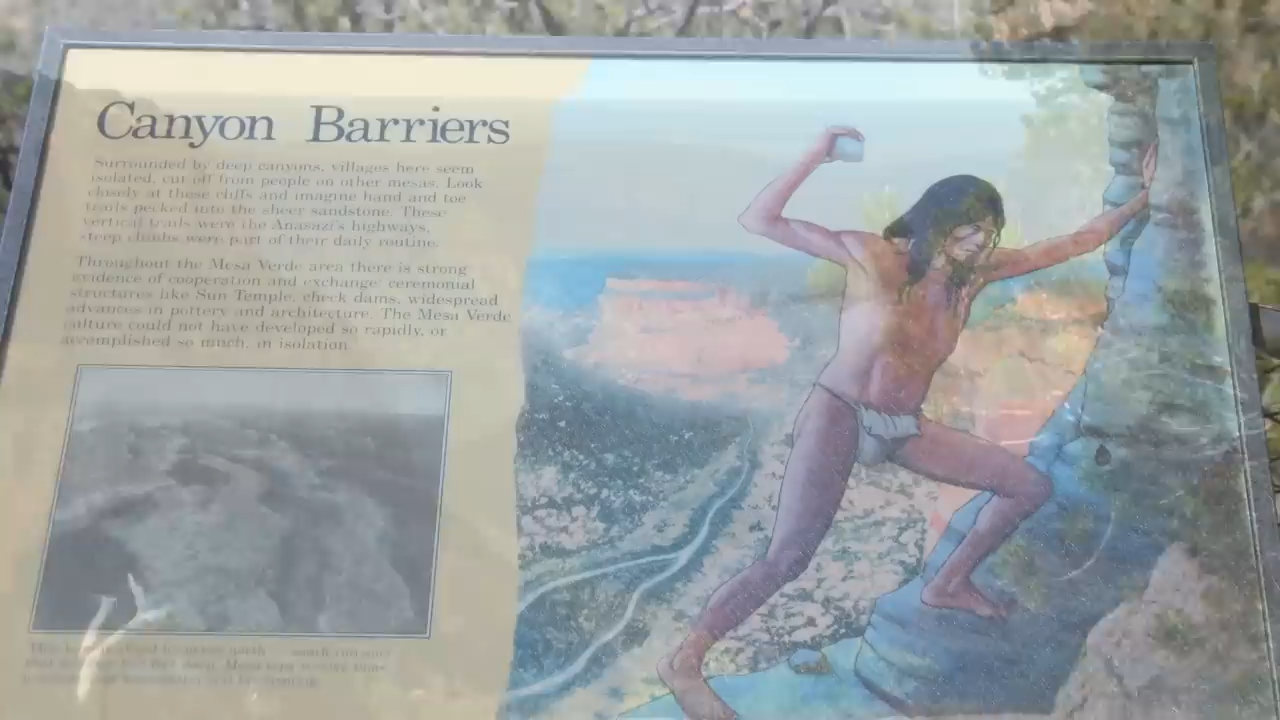 Canyon Barriers
Surrounded by deep canyons, villages here seem
isolated, cut off from people on other mesas. Look
closely at these cliffs and imagine hand and toe
trails pecked into the sheer sandstone. These
vertical trails were the Anasazi's highways,
steep climbs were part of their daily routine.
Throughout the Mesa Verde area there is strong
evidence of cooperation and exchange: ceremonial
structures like Sun Temple, check dams, widespread
advances in pottery and architecture. The Mesa Verde
culture could not have developed so rapidly, or
accomplished so much, in isolation.
feet deep. Mesa tops